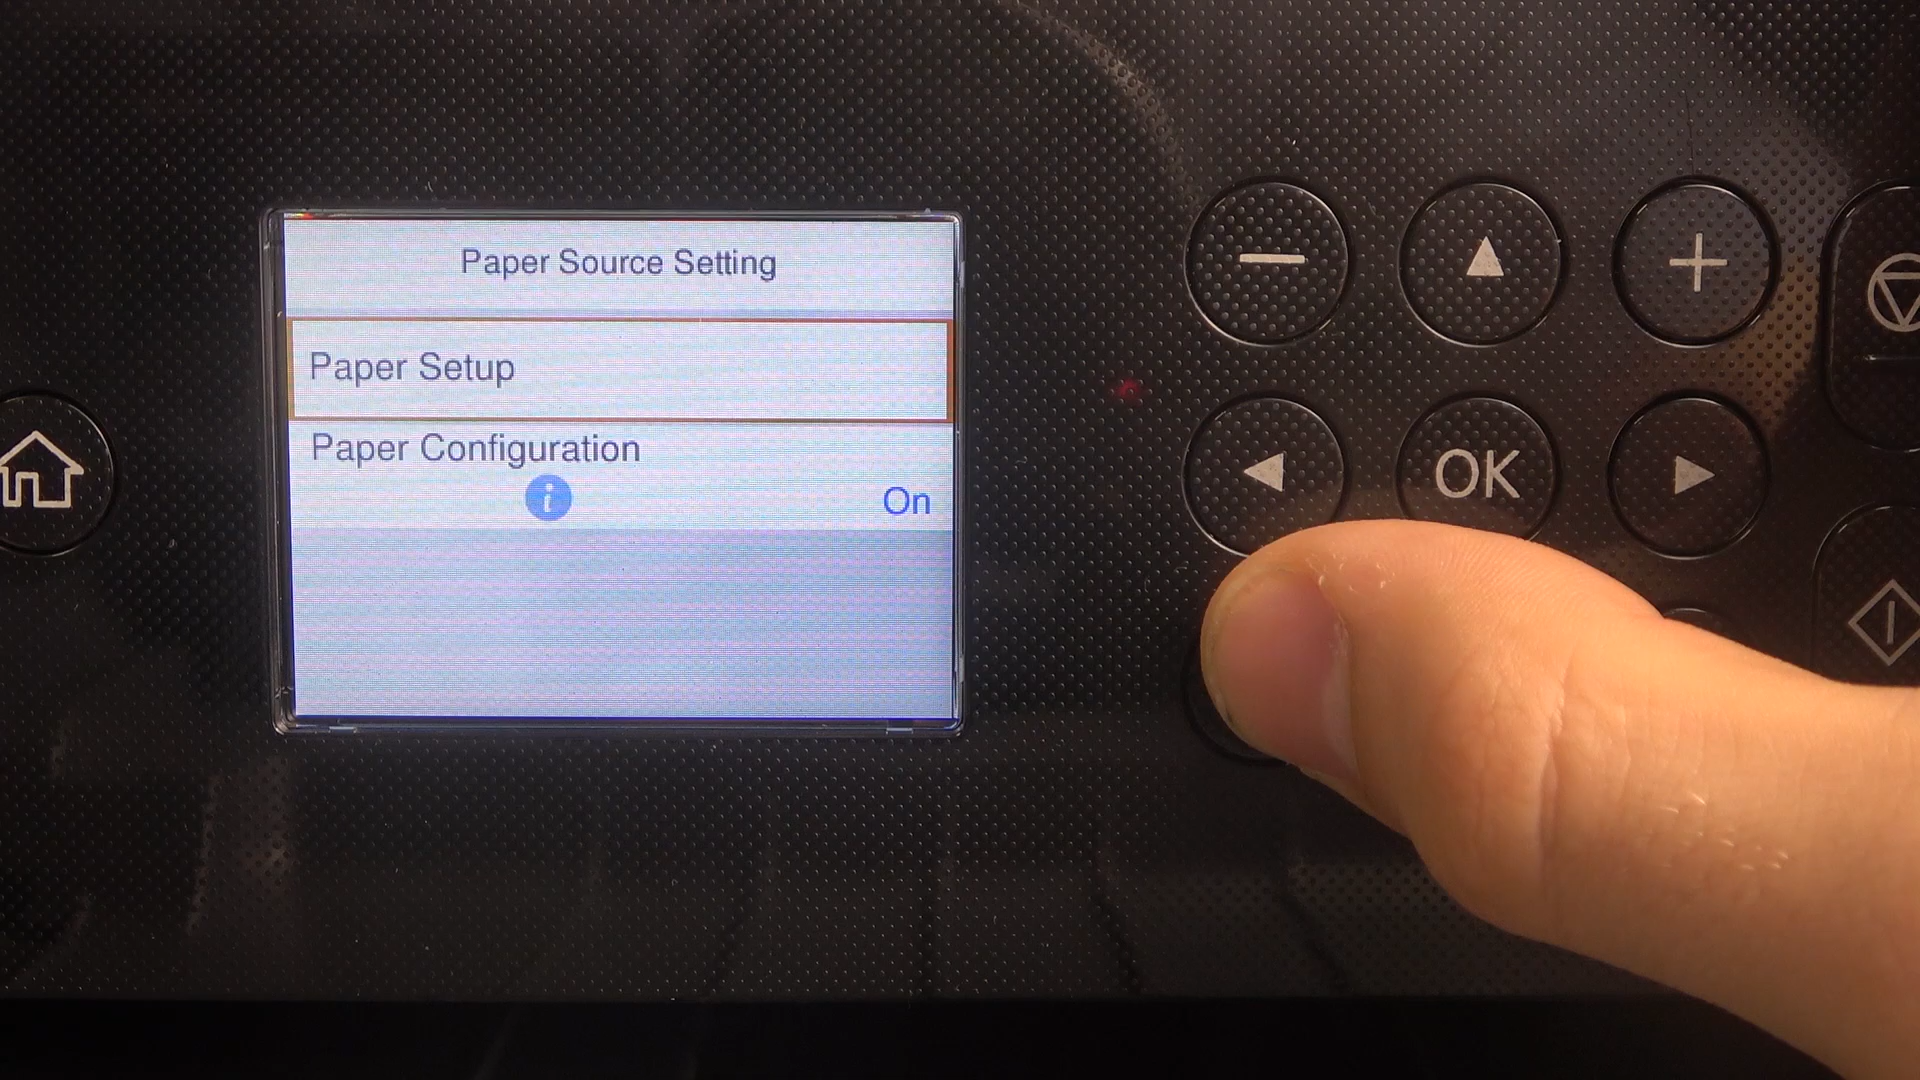 Paper Source Setting
Paper Setup
Paper Configuration
i
On
OK